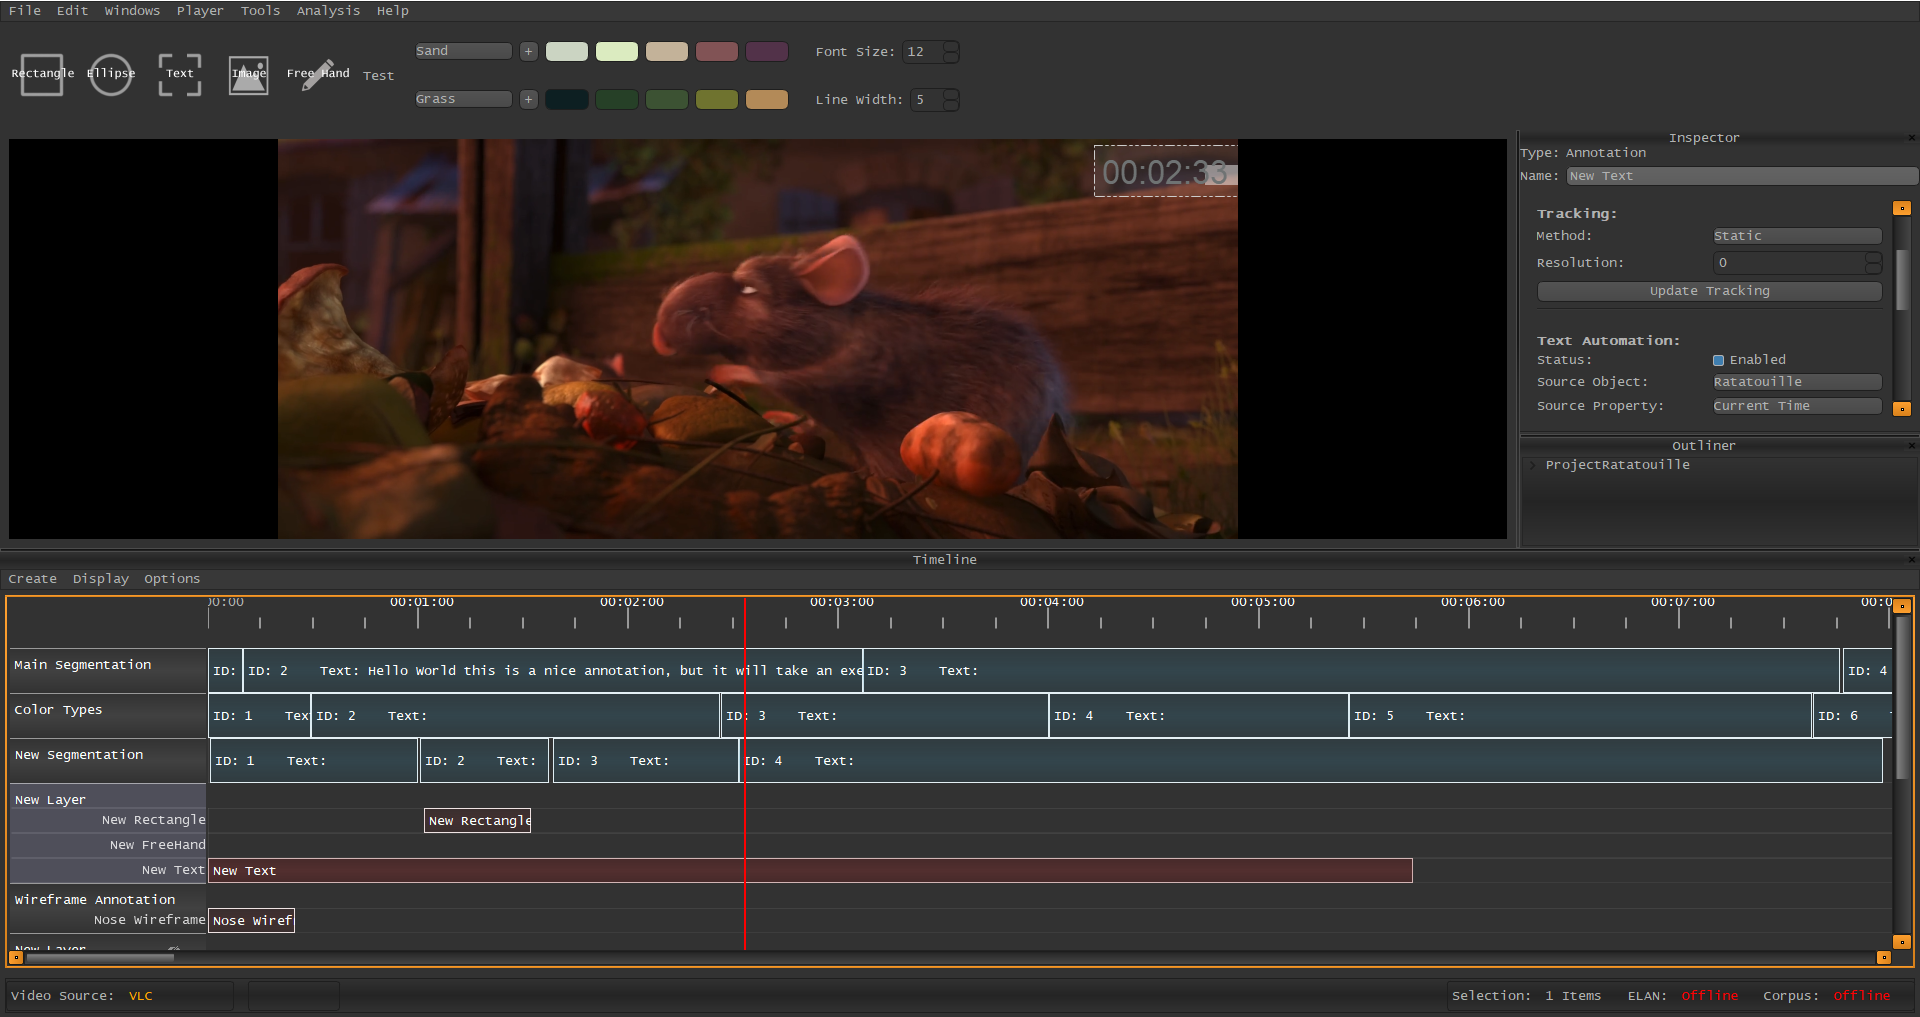 File Edit Windows Player Tools Analysis Help
Rectangle Ellipse Text Image Free Hand Test
Sand + Font Size: 12
Grass + Line Width: 5
00:02:33
Inspector
Type: Annotation
Name: New Text
Tracking:
Method: Static
Resolution: 0
Update Tracking
Text Automation:
Status: Enabled
Source Object: Ratatouille
Source Property: Current Time
Outliner
ProjectRatatouille
Timeline
Create Display Options
00:00 00:01:00 00:02:00 00:03:00 00:04:00 00:05:00 00:06:00 00:07:00 00:0
Main Segmentation ID: ID: 2 Text: Hello World this is a nice annotation, but it will take an exe ID: 3 Text: ID: 4
Color Types ID: 1 Tex ID: 2 Text: ID: 3 Text: ID: 4 Text: ID: 5 Text: ID: 6
New Segmentation ID: 1 Text: ID: 2 Text: ID: 3 Text: ID: 4 Text:
New Layer
New Rectangle New Rectangle
New FreeHand
New Text New Text
Wireframe Annotation
Nose Wireframe Nose Wiref
New Layer
Video Source: VLC Selection: 1 Items ELAN: Offline Corpus: Offline